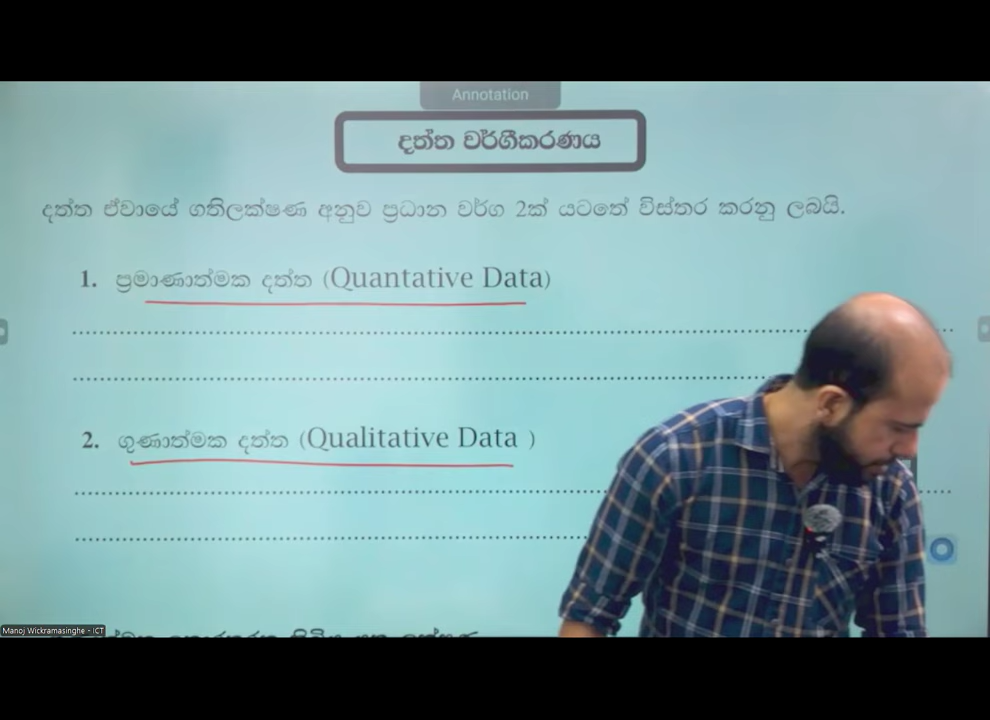 Annotation
දත්ත වර්ගීකරණය
දත්ත ඒවායේ ගතිලක්ෂණ අනුව ප්‍රධාන වර්ග 2ක් යටතේ විස්තර කරනු ලබයි.
1. ප්‍රමාණාත්මක දත්ත (Quantative Data)
2. ගුණාත්මක දත්ත (Qualitative Data )
Manoj Wickramasinghe - ICT